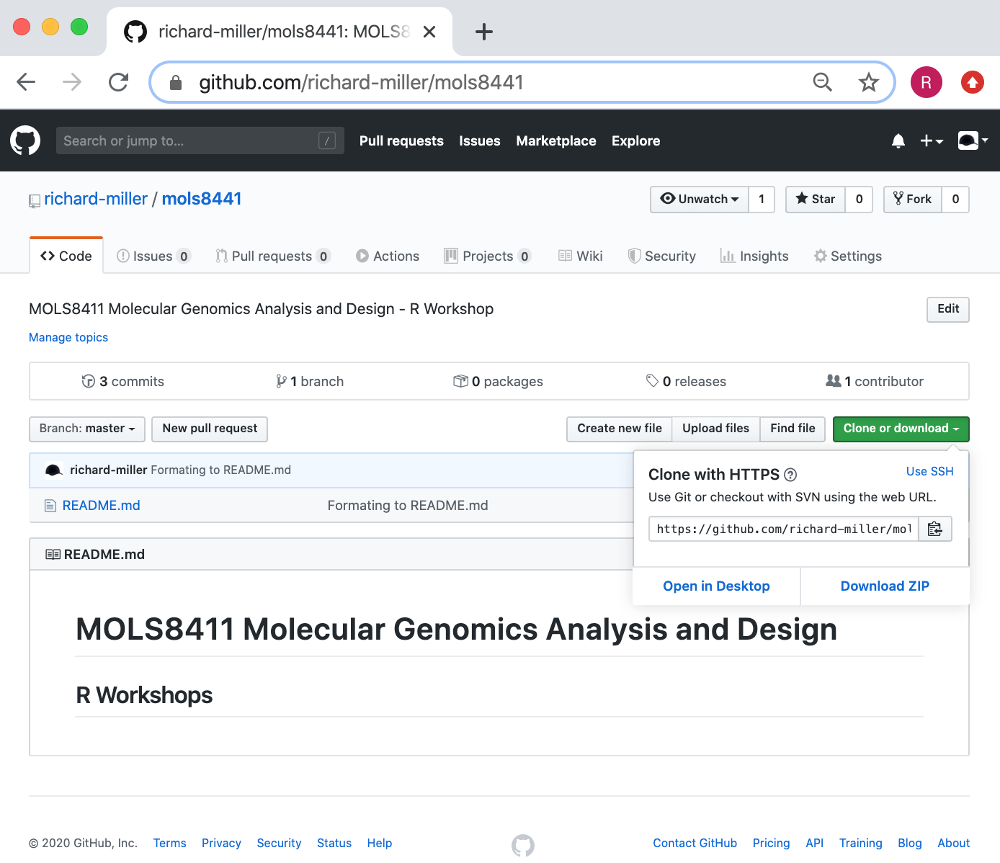 richard-miller/mols8441: MOLS8
github.com/richard-miller/mols8441
R
Search or jump to... /
Pull requests Issues Marketplace Explore
richard-miller / mols8441
Unwatch 1 Star 0 Fork 0
Code Issues 0 Pull requests 0 Actions Projects 0 Wiki Security Insights Settings
MOLS8411 Molecular Genomics Analysis and Design - R Workshop
Edit
Manage topics
3 commits 1 branch 0 packages 0 releases 1 contributor
Branch: master New pull request Create new file Upload files Find file Clone or download
richard-miller Formating to README.md
README.md Formating to README.md
Clone with HTTPS ? Use SSH
Use Git or checkout with SVN using the web URL.
https://github.com/richard-miller/mol
Open in Desktop Download ZIP
README.md
MOLS8411 Molecular Genomics Analysis and Design
R Workshops
© 2020 GitHub, Inc. Terms Privacy Security Status Help Contact GitHub Pricing API Training Blog About